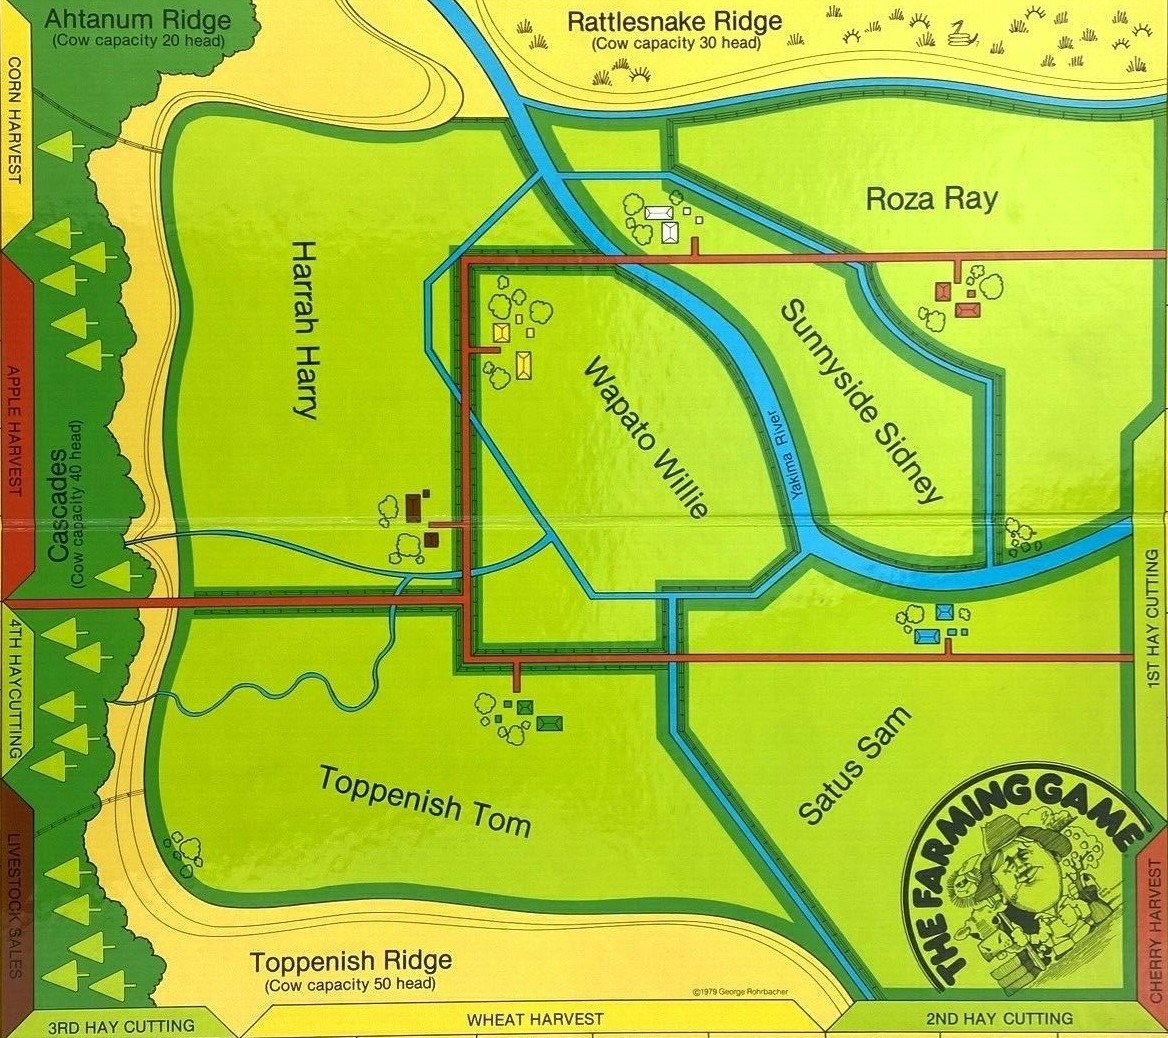 Ahtanum Ridge
(Cow capacity 20 head)
Rattlesnake Ridge
(Cow capacity 30 head)
CORN HARVEST
Roza Ray
Harrah Harry
Sunnyside Sidney
Wapato Willie
Yakima River
APPLE HARVEST
Cascades
(Cow capacity 40 head)
1ST HAY CUTTING
4TH HAYCUTTING
Satus Sam
Toppenish Tom
THE FARMING GAME
LIVESTOCK SALES
CHERRY HARVEST
Toppenish Ridge
(Cow capacity 50 head)
©1979 George Rohrbacher
3RD HAY CUTTING
WHEAT HARVEST
2ND HAY CUTTING